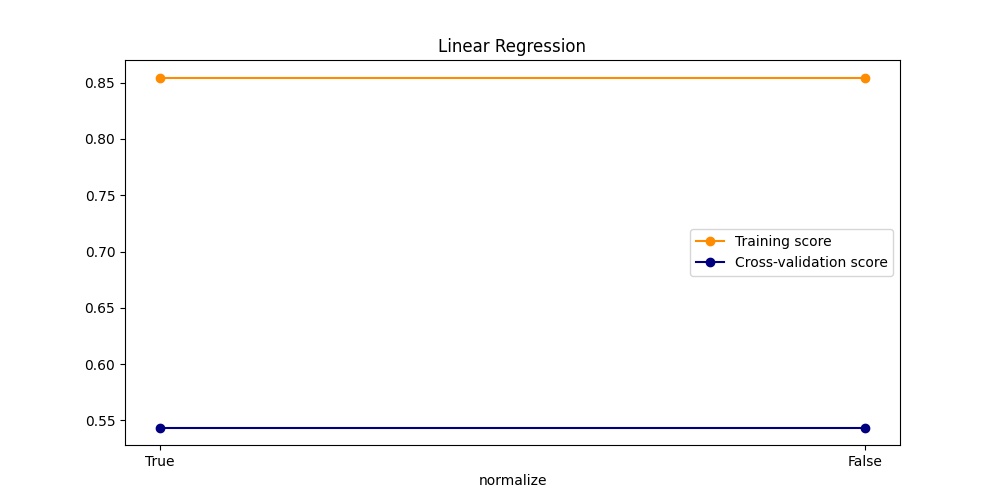 Linear Regression
0.85
0.80
0.75
0.70
0.65
0.60
0.55
Training score
Cross-validation score
True
False
normalize